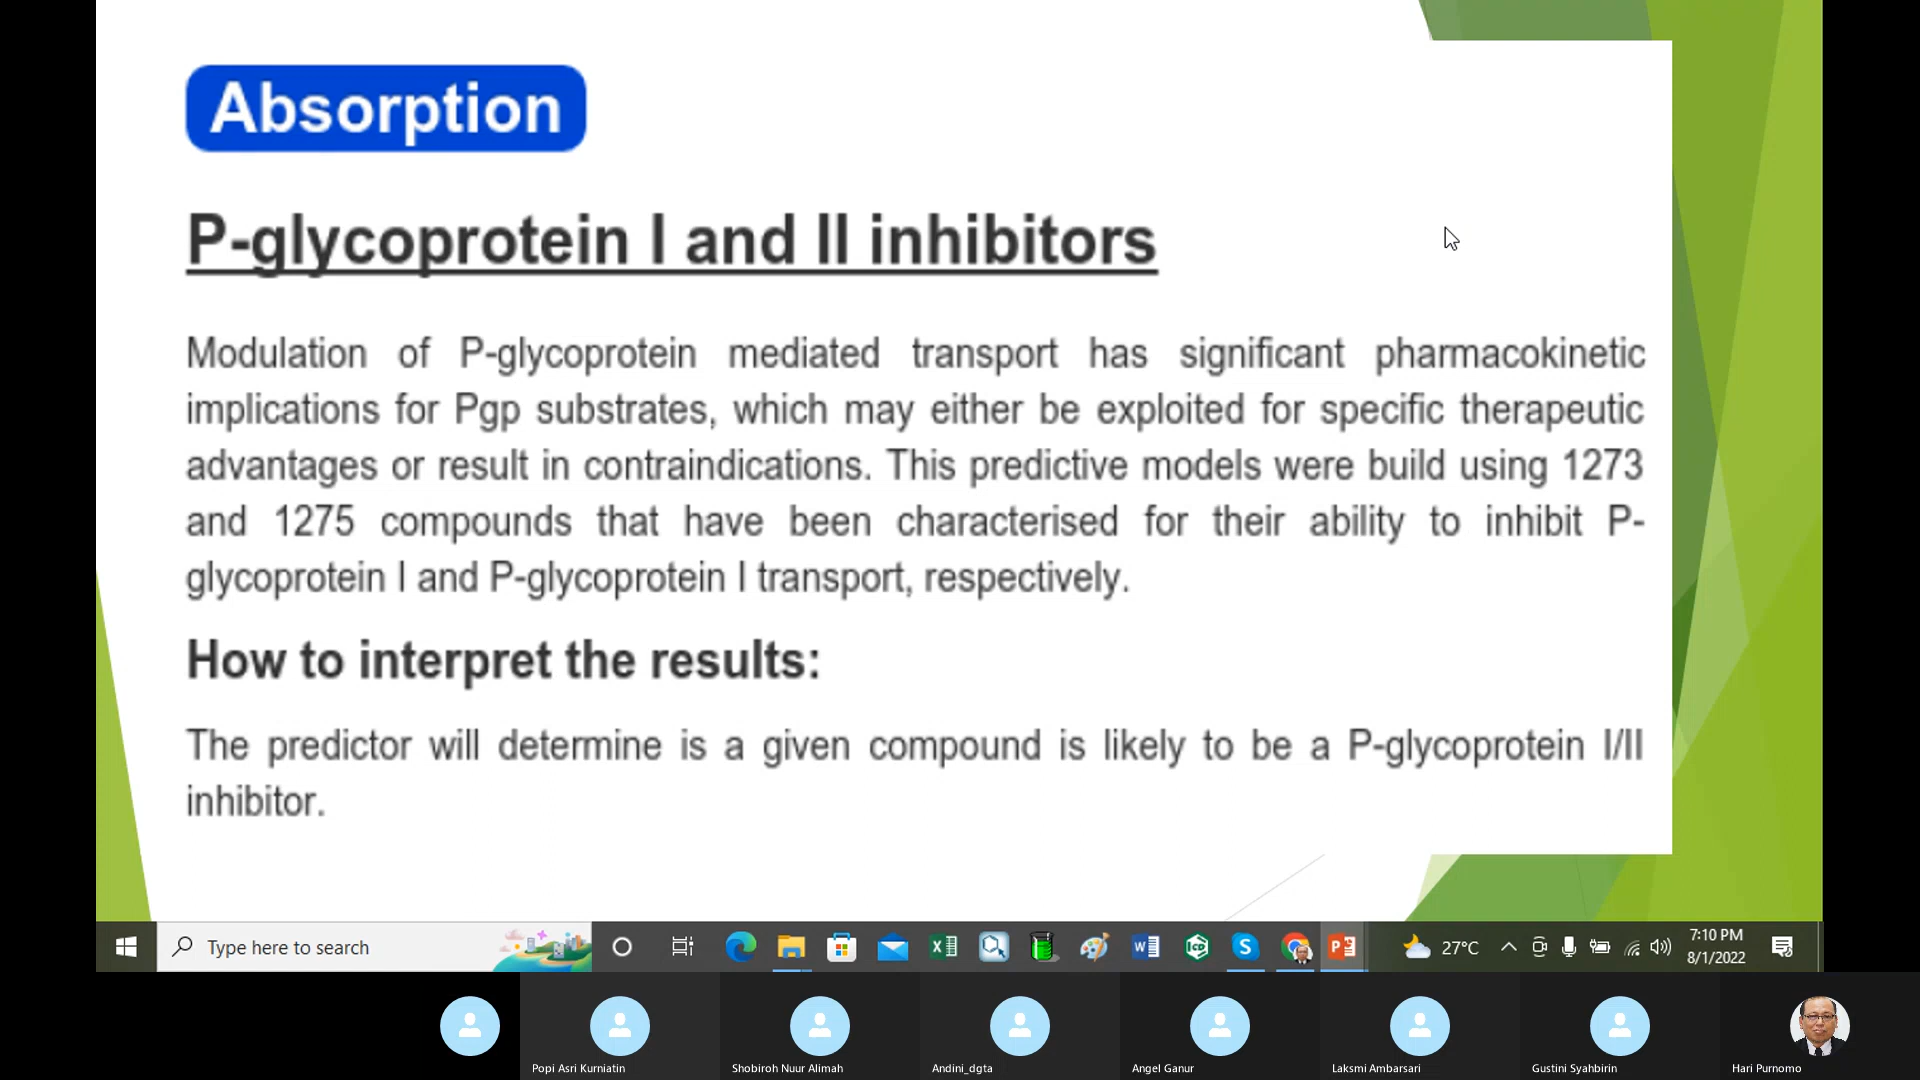 Absorption
P-glycoprotein I and II inhibitors
Modulation of P-glycoprotein mediated transport has significant pharmacokinetic
implications for Pgp substrates, which may either be exploited for specific therapeutic
advantages or result in contraindications. This predictive models were build using 1273
and 1275 compounds that have been characterised for their ability to inhibit P-
glycoprotein I and P-glycoprotein I transport, respectively.
How to interpret the results:
The predictor will determine is a given compound is likely to be a P-glycoprotein I/II
inhibitor.
Type here to search
27°C
7:10 PM
8/1/2022
Popi Asri Kurniatin
Shobiroh Nuur Alimah
Andini_dgta
Angel Ganur
Laksmi Ambarsari
Gustini Syahbirin
Hari Purnomo